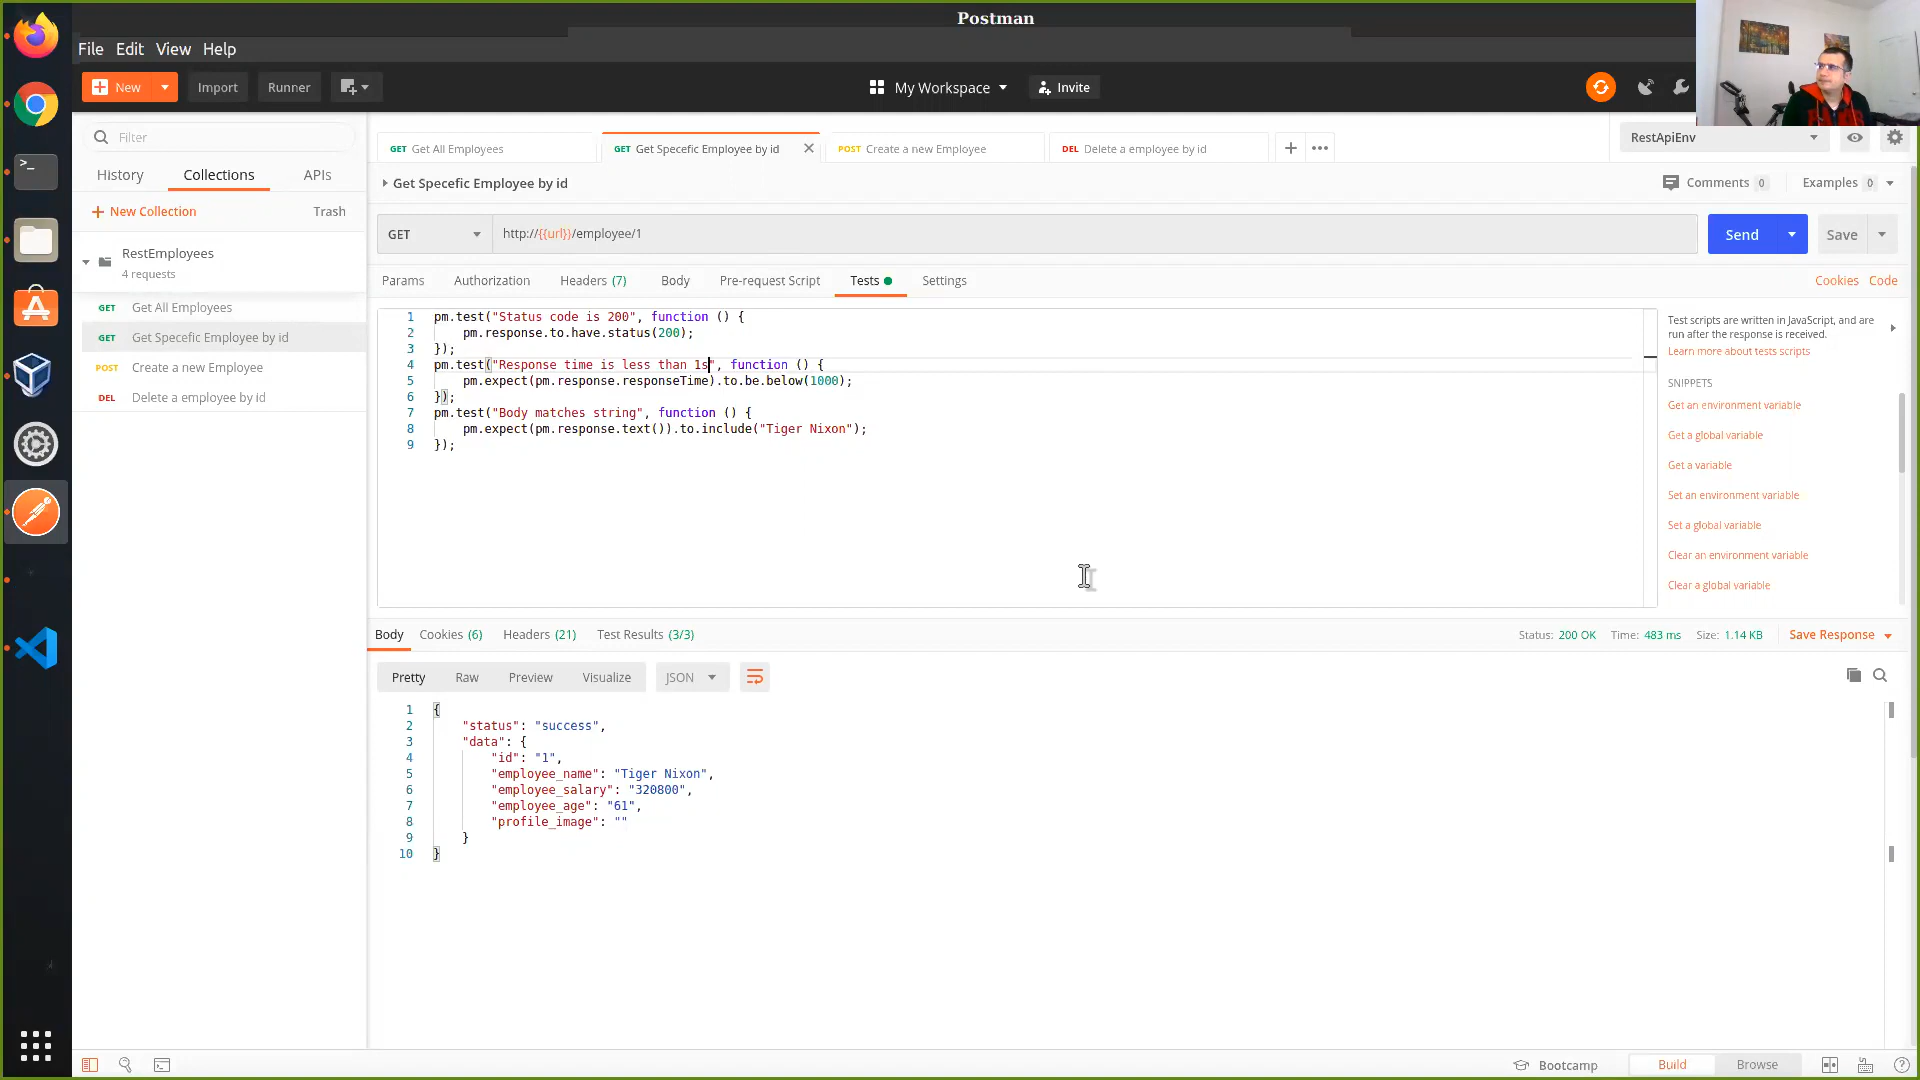 Postman
File Edit View Help
New Import Runner My Workspace Invite
Filter
History Collections APIs
New Collection Trash
RestEmployees
4 requests
GET Get All Employees
GET Get Specefic Employee by id
POST Create a new Employee
DEL Delete a employee by id
GET Get All Employees GET Get Specefic Employee by id POST Create a new Employee DEL Delete a employee by id
RestApiEnv
Get Specefic Employee by id
Comments 0 Examples 0
GET http://{{url}}/employee/1 Send Save
Params Authorization Headers (7) Body Pre-request Script Tests Settings Cookies Code
1 pm.test("Status code is 200", function () {
2 pm.response.to.have.status(200);
3 });
4 pm.test("Response time is less than 1s", function () {
5 pm.expect(pm.response.responseTime).to.be.below(1000);
6 });
7 pm.test("Body matches string", function () {
8 pm.expect(pm.response.text()).to.include("Tiger Nixon");
9 });
Test scripts are written in JavaScript, and are
run after the response is received.
Learn more about tests scripts
SNIPPETS
Get an environment variable
Get a global variable
Get a variable
Set an environment variable
Set a global variable
Clear an environment variable
Clear a global variable
Body Cookies (6) Headers (21) Test Results (3/3) Status: 200 OK Time: 483 ms Size: 1.14 KB Save Response
Pretty Raw Preview Visualize JSON
1 {
2 "status": "success",
3 "data": {
4 "id": "1",
5 "employee_name": "Tiger Nixon",
6 "employee_salary": "320800",
7 "employee_age": "61",
8 "profile_image": ""
9 }
10 }
Bootcamp Build Browse